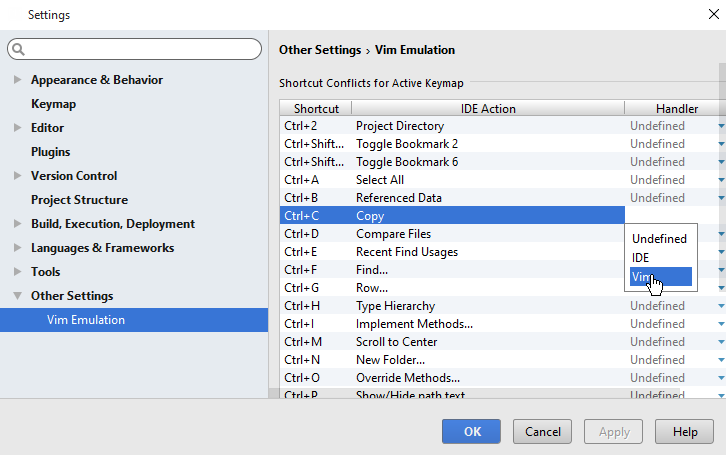 Settings
Appearance & Behavior
Keymap
Editor
Plugins
Version Control
Project Structure
Build, Execution, Deployment
Languages & Frameworks
Tools
Other Settings
Vim Emulation
Other Settings › Vim Emulation
Shortcut Conflicts for Active Keymap
Shortcut IDE Action Handler
Ctrl+2 Project Directory Undefined
Ctrl+Shift... Toggle Bookmark 2 Undefined
Ctrl+Shift... Toggle Bookmark 6 Undefined
Ctrl+A Select All Undefined
Ctrl+B Referenced Data Undefined
Ctrl+C Copy
Ctrl+D Compare Files
Ctrl+E Recent Find Usages
Ctrl+F Find...
Ctrl+G Row...
Undefined
IDE
Vim
Ctrl+H Type Hierarchy Undefined
Ctrl+I Implement Methods... Undefined
Ctrl+M Scroll to Center Undefined
Ctrl+N New Folder... Undefined
Ctrl+O Override Methods... Undefined
Ctrl+P Show/Hide path text Undefined
OK Cancel Apply Help